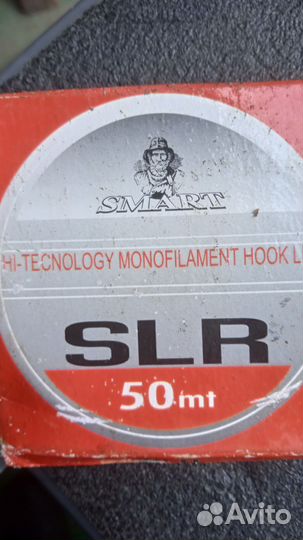 SMART
HI-TECNOLOGY MONOFILAMENT HOOK L
SLR
50mt
Avito